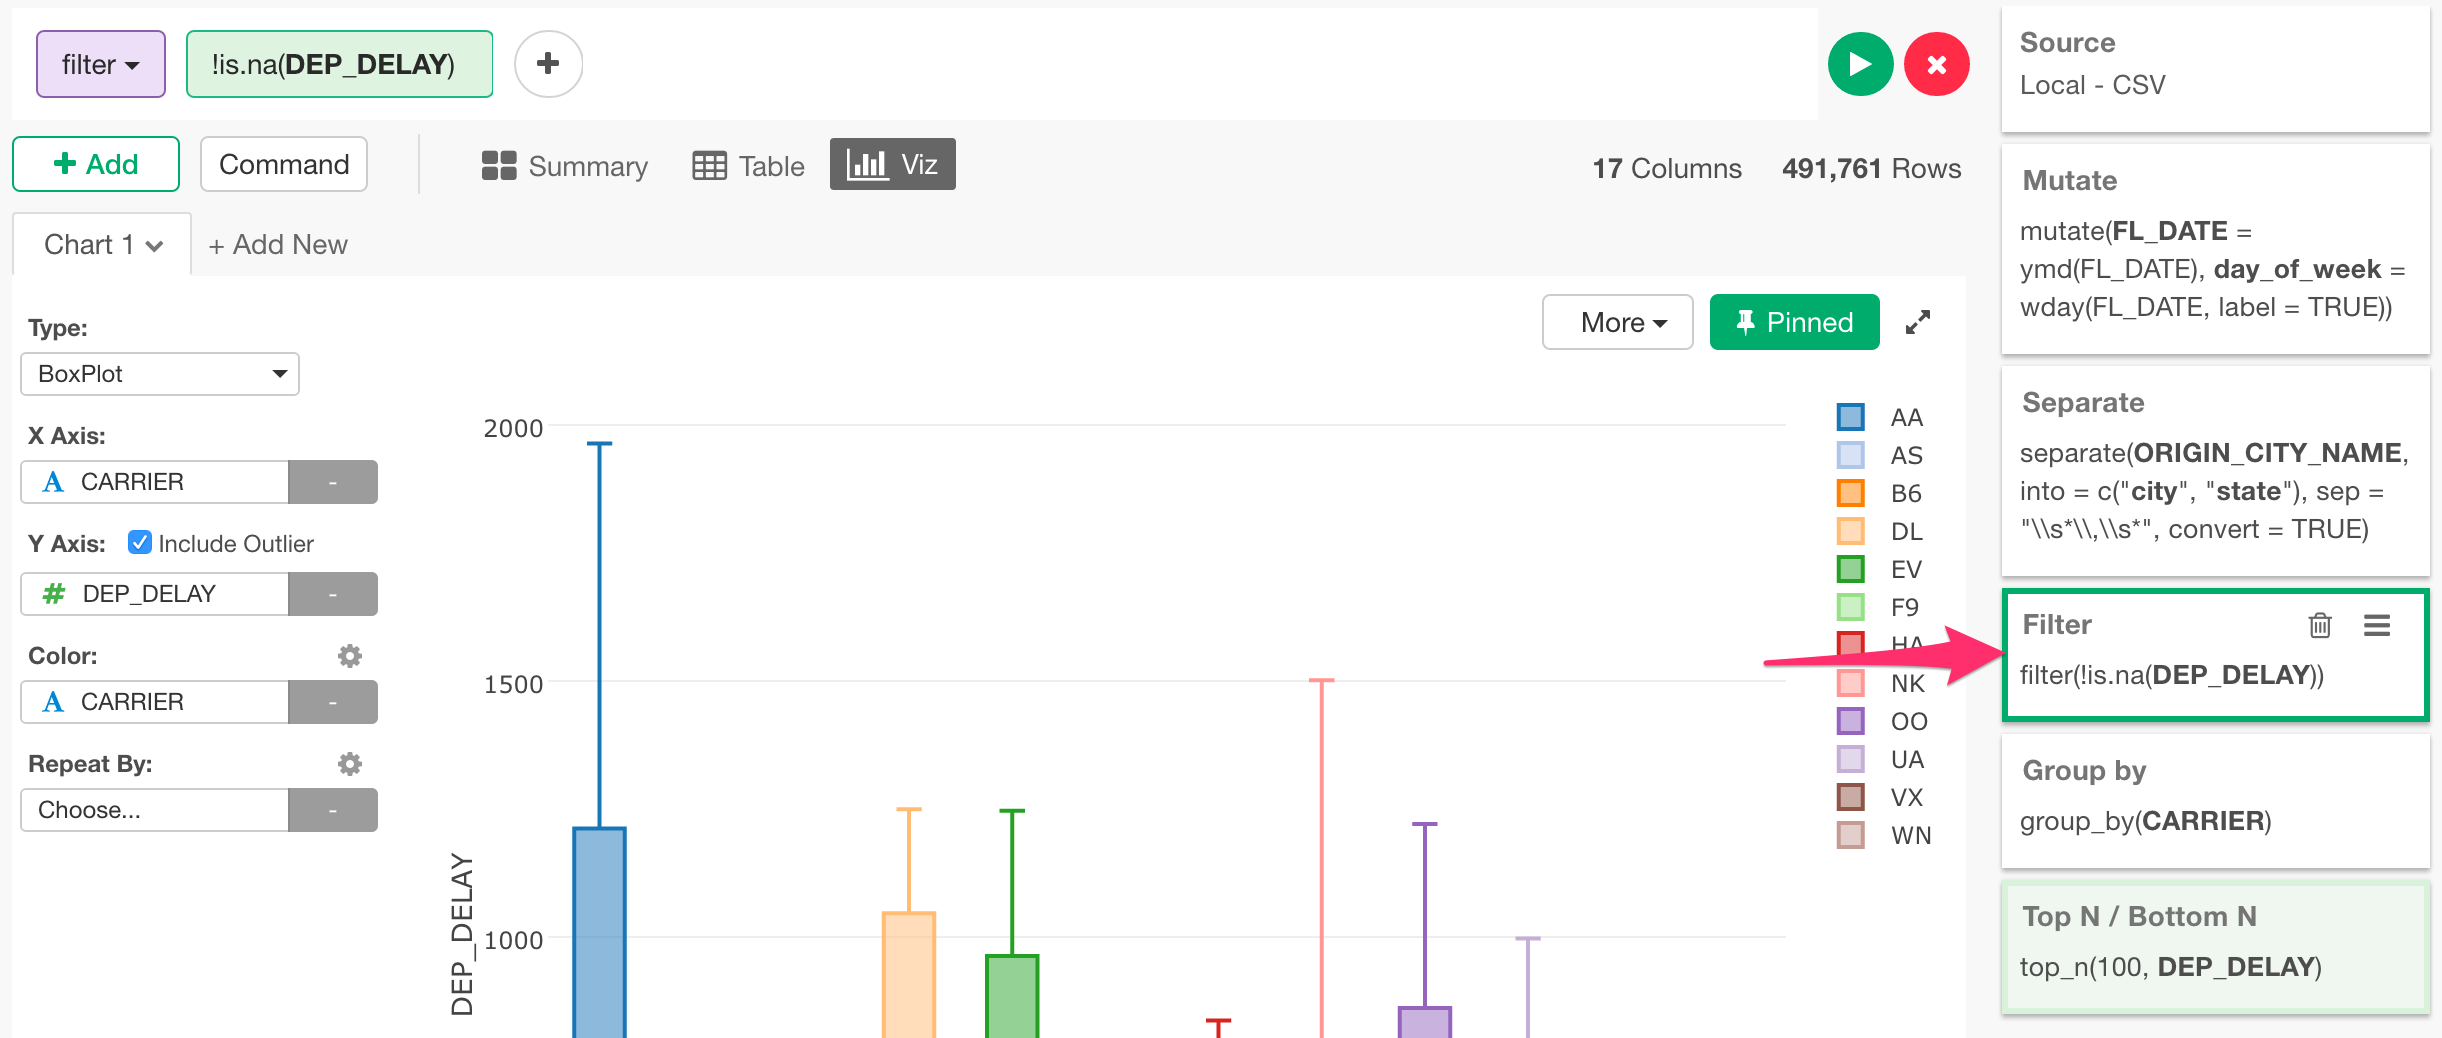 filter
!is.na(DEP_DELAY)
Add
Command
Summary
Table
Viz
17 Columns
491,761 Rows
Chart 1
+ Add New
Type:
BoxPlot
X Axis:
A CARRIER
-
Y Axis:
Include Outlier
# DEP_DELAY
-
Color:
A CARRIER
-
Repeat By:
Choose...
-
More
Pinned
2000
1500
1000
DEP_DELAY
AA
AS
B6
DL
EV
F9
HA
NK
OO
UA
VX
WN
Source
Local - CSV
Mutate
mutate(FL_DATE =
ymd(FL_DATE), day_of_week =
wday(FL_DATE, label = TRUE))
Separate
separate(ORIGIN_CITY_NAME,
into = c("city", "state"), sep =
"\\s*\\,\\s*", convert = TRUE)
Filter
filter(!is.na(DEP_DELAY))
Group by
group_by(CARRIER)
Top N / Bottom N
top_n(100, DEP_DELAY)